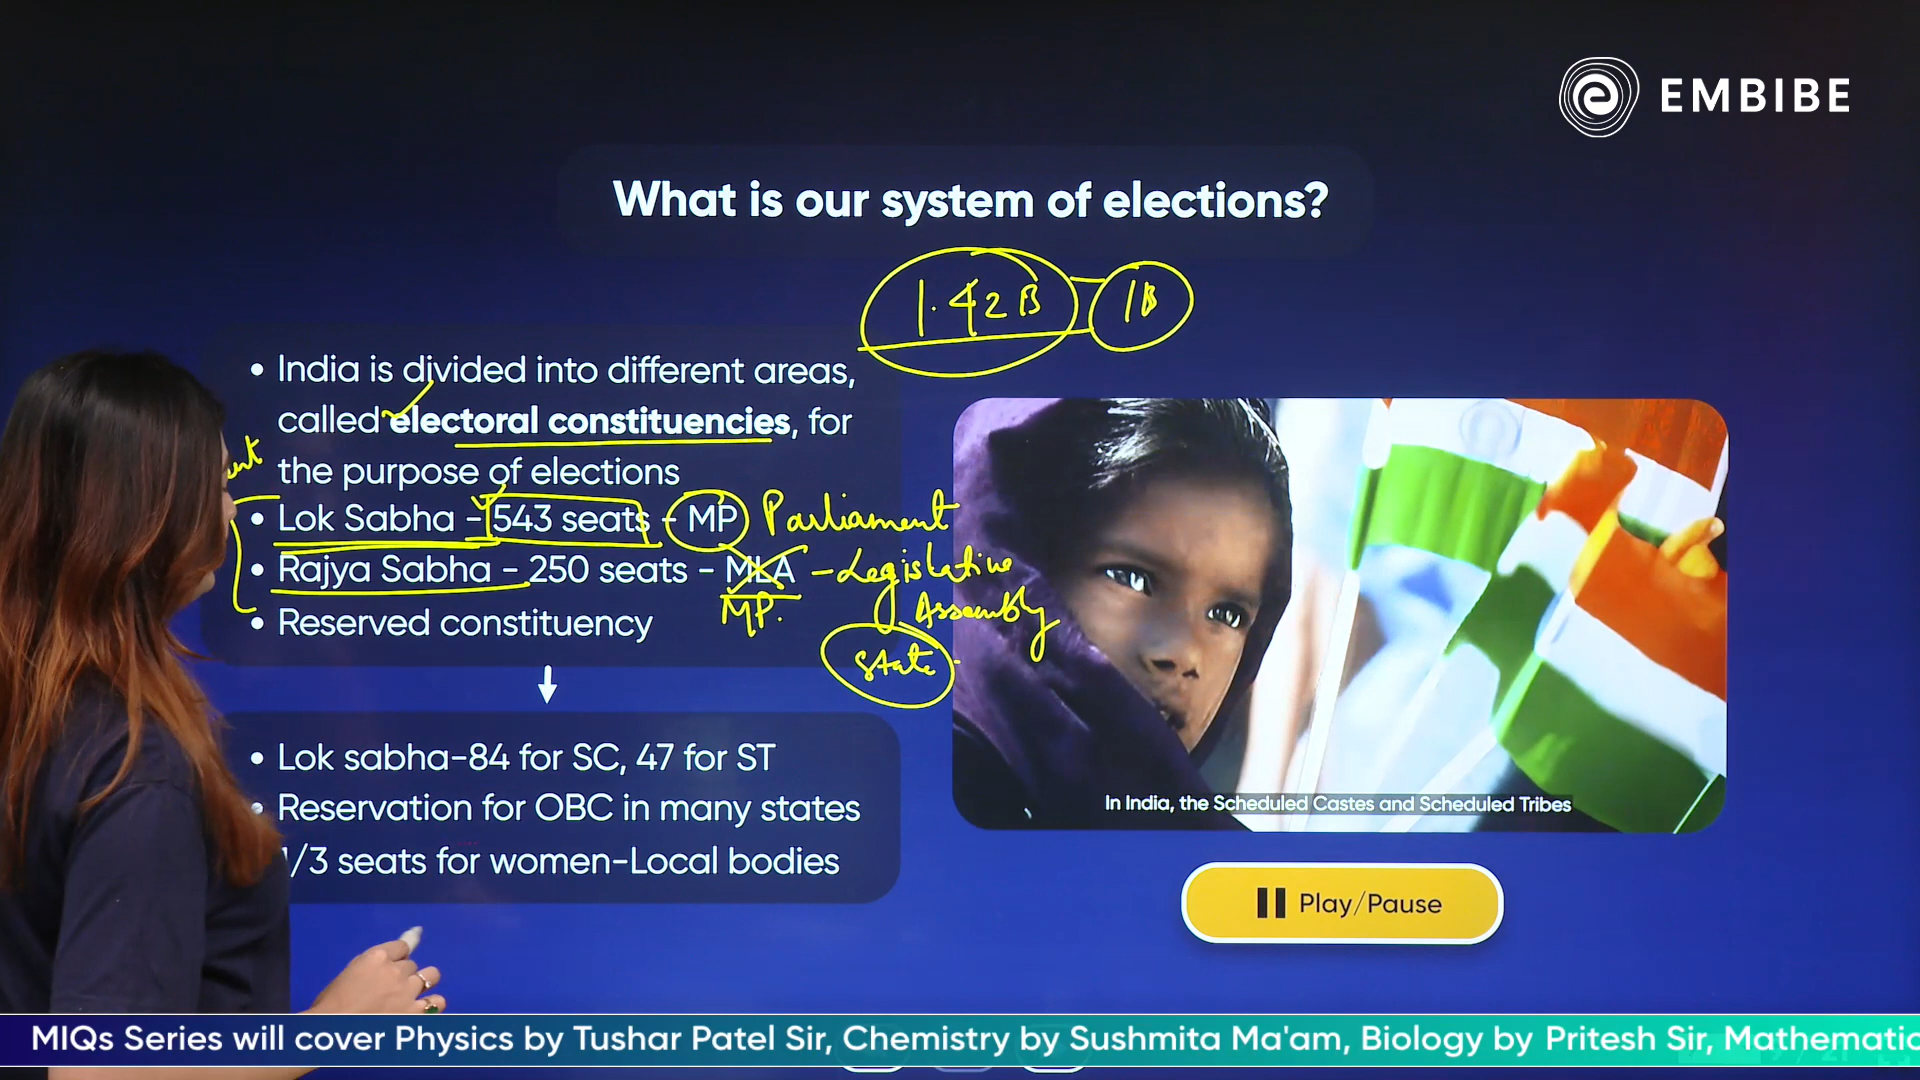 EMBIBE
What is our system of elections?
1.42B 1B
• India is divided into different areas,
called electoral constituencies, for
the purpose of elections
• Lok Sabha - 543 seats - MP Parliament
• Rajya Sabha - 250 seats - MLA - Legislative
MP. Assembly
• Reserved constituency
State
• Lok sabha-84 for SC, 47 for ST
• Reservation for OBC in many states
1/3 seats for women-Local bodies
In India, the Scheduled Castes and Scheduled Tribes
Play/Pause
MIQs Series will cover Physics by Tushar Patel Sir, Chemistry by Sushmita Ma'am, Biology by Pritesh Sir, Mathematic